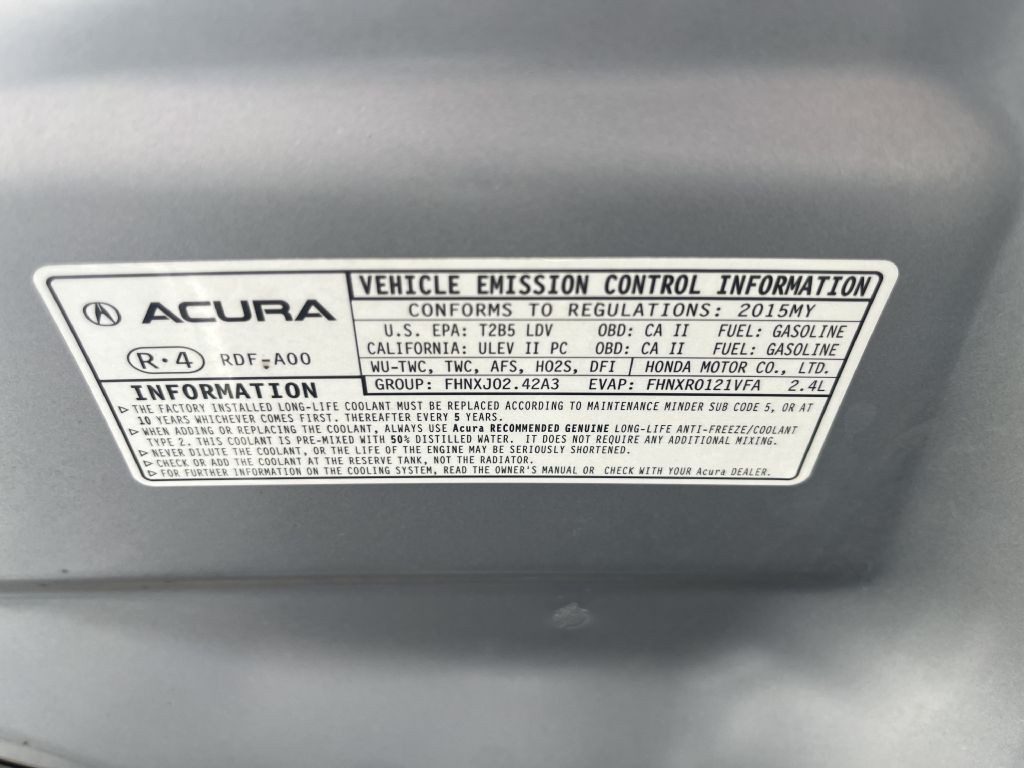 ACURA
R·4 RDF-A00
VEHICLE EMISSION CONTROL INFORMATION
CONFORMS TO REGULATIONS: 2015MY
U.S. EPA: T2B5 LDV OBD: CA II FUEL: GASOLINE
CALIFORNIA: ULEV II PC OBD: CA II FUEL: GASOLINE
WU-TWC, TWC, AFS, HO2S, DFI HONDA MOTOR CO., LTD.
GROUP: FHNXJ02.42A3 EVAP: FHNXR0121VFA 2.4L
INFORMATION
▷ THE FACTORY INSTALLED LONG-LIFE COOLANT MUST BE REPLACED ACCORDING TO MAINTENANCE MINDER SUB CODE 5, OR AT
10 YEARS WHICHEVER COMES FIRST. THEREAFTER EVERY 5 YEARS.
▷ WHEN ADDING OR REPLACING THE COOLANT, ALWAYS USE Acura RECOMMENDED GENUINE LONG-LIFE ANTI-FREEZE/COOLANT
TYPE 2. THIS COOLANT IS PRE-MIXED WITH 50% DISTILLED WATER. IT DOES NOT REQUIRE ANY ADDITIONAL MIXING.
▷ NEVER DILUTE THE COOLANT, OR THE LIFE OF THE ENGINE MAY BE SERIOUSLY SHORTENED.
▷ CHECK OR ADD THE COOLANT AT THE RESERVE TANK, NOT THE RADIATOR.
▷ FOR FURTHER INFORMATION ON THE COOLING SYSTEM, READ THE OWNER'S MANUAL OR CHECK WITH YOUR Acura DEALER.